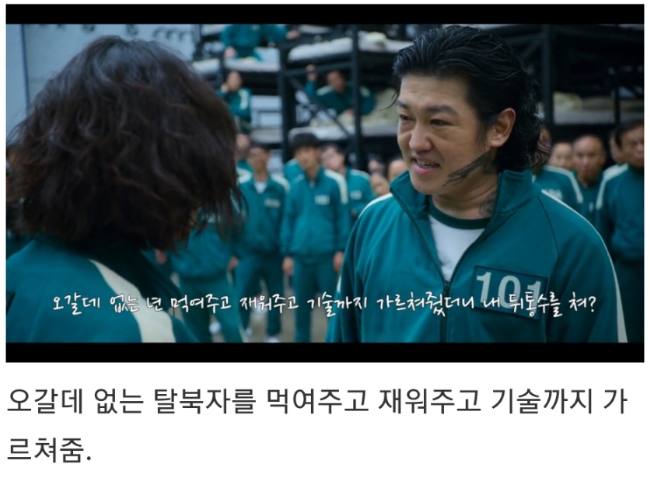 101
오갈데 없는 년 먹여주고 재워주고 기술까지 가르쳐줬더니 내 뒤통수를 쳐?
오갈데 없는 탈북자를 먹여주고 재워주고 기술까지 가
르쳐줌.